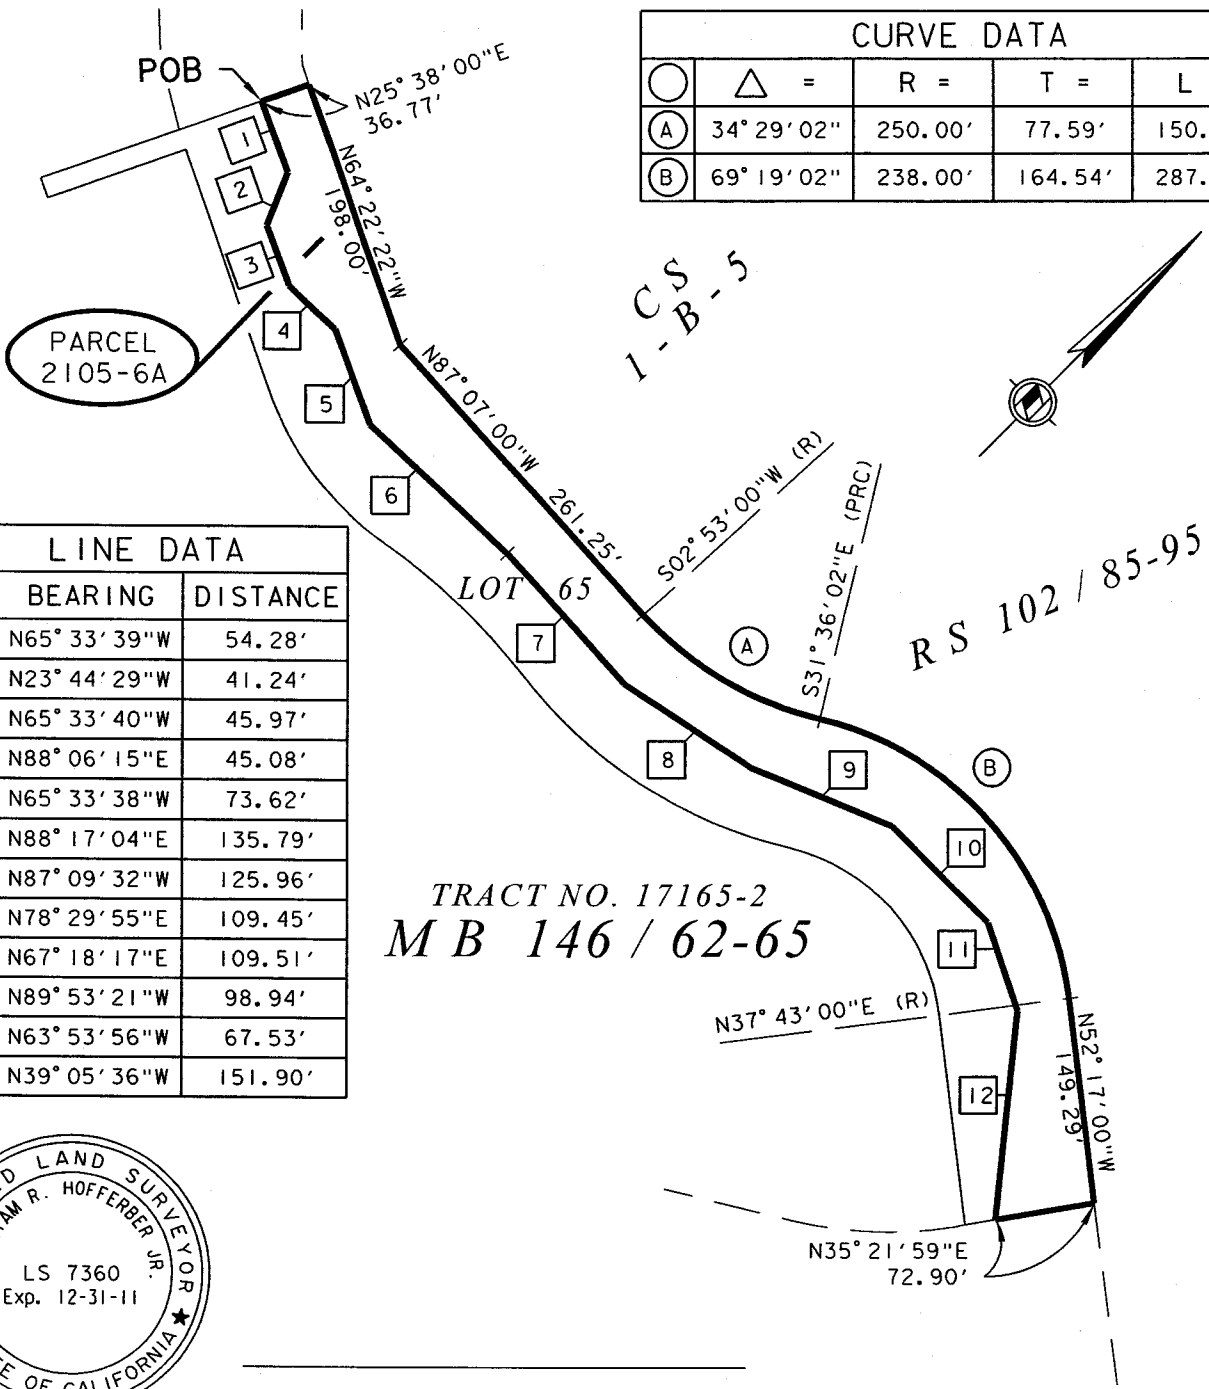 POB
N25°38'00"E
36.77'
CURVE DATA
△ = R = T = L
A 34°29'02" 250.00' 77.59' 150.
B 69°19'02" 238.00' 164.54' 287.
1
2
3
4
5
6
7
8
9
10
11
12
N64°22'22"W
198.00'
PARCEL
2105-6A
N87°07'00"W 261.25'
CS
1-B-5
S02°53'00"W (R)
S31°36'02"E (PRC)
A
B
RS 102 / 85-95
LOT 65
LINE DATA
BEARING DISTANCE
N65°33'39"W 54.28'
N23°44'29"W 41.24'
N65°33'40"W 45.97'
N88°06'15"E 45.08'
N65°33'38"W 73.62'
N88°17'04"E 135.79'
N87°09'32"W 125.96'
N78°29'55"E 109.45'
N67°18'17"E 109.51'
N89°53'21"W 98.94'
N63°53'56"W 67.53'
N39°05'36"W 151.90'
TRACT NO. 17165-2
MB 146 / 62-65
N37°43'00"E (R)
N52°17'00"W
149.29'
N35°21'59"E
72.90'
D LAND SURVEYOR
AM R. HOFFERBER JR.
LS 7360
Exp. 12-31-11
E OF CALIFORNIA